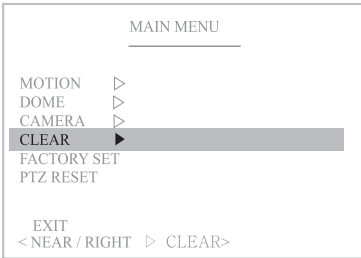 MAIN MENU
MOTION ▷
DOME ▷
CAMERA ▷
CLEAR ▶
FACTORY SET
PTZ RESET
EXIT
< NEAR / RIGHT ▷ CLEAR>